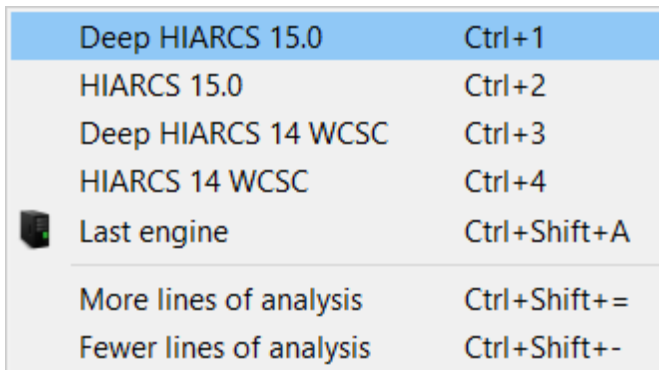 Deep HIARCS 15.0 Ctrl+1
HIARCS 15.0 Ctrl+2
Deep HIARCS 14 WCSC Ctrl+3
HIARCS 14 WCSC Ctrl+4
Last engine Ctrl+Shift+A
More lines of analysis Ctrl+Shift+=
Fewer lines of analysis Ctrl+Shift+-